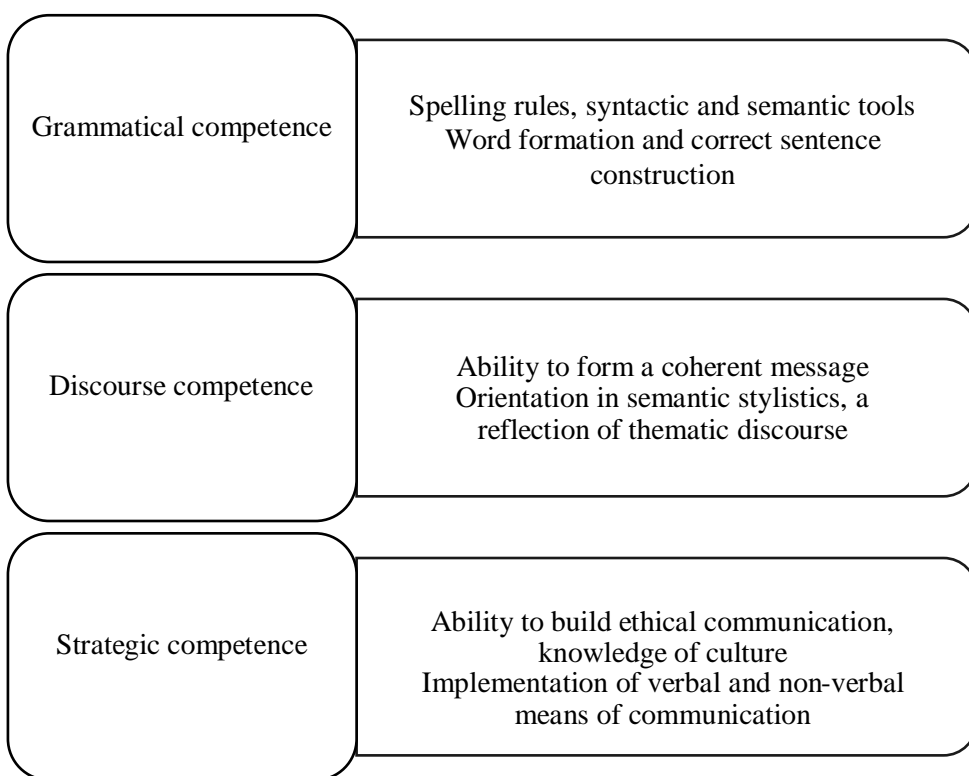 Grammatical competence
Spelling rules, syntactic and semantic tools
Word formation and correct sentence
construction
Discourse competence
Ability to form a coherent message
Orientation in semantic stylistics, a
reflection of thematic discourse
Strategic competence
Ability to build ethical communication,
knowledge of culture
Implementation of verbal and non-verbal
means of communication